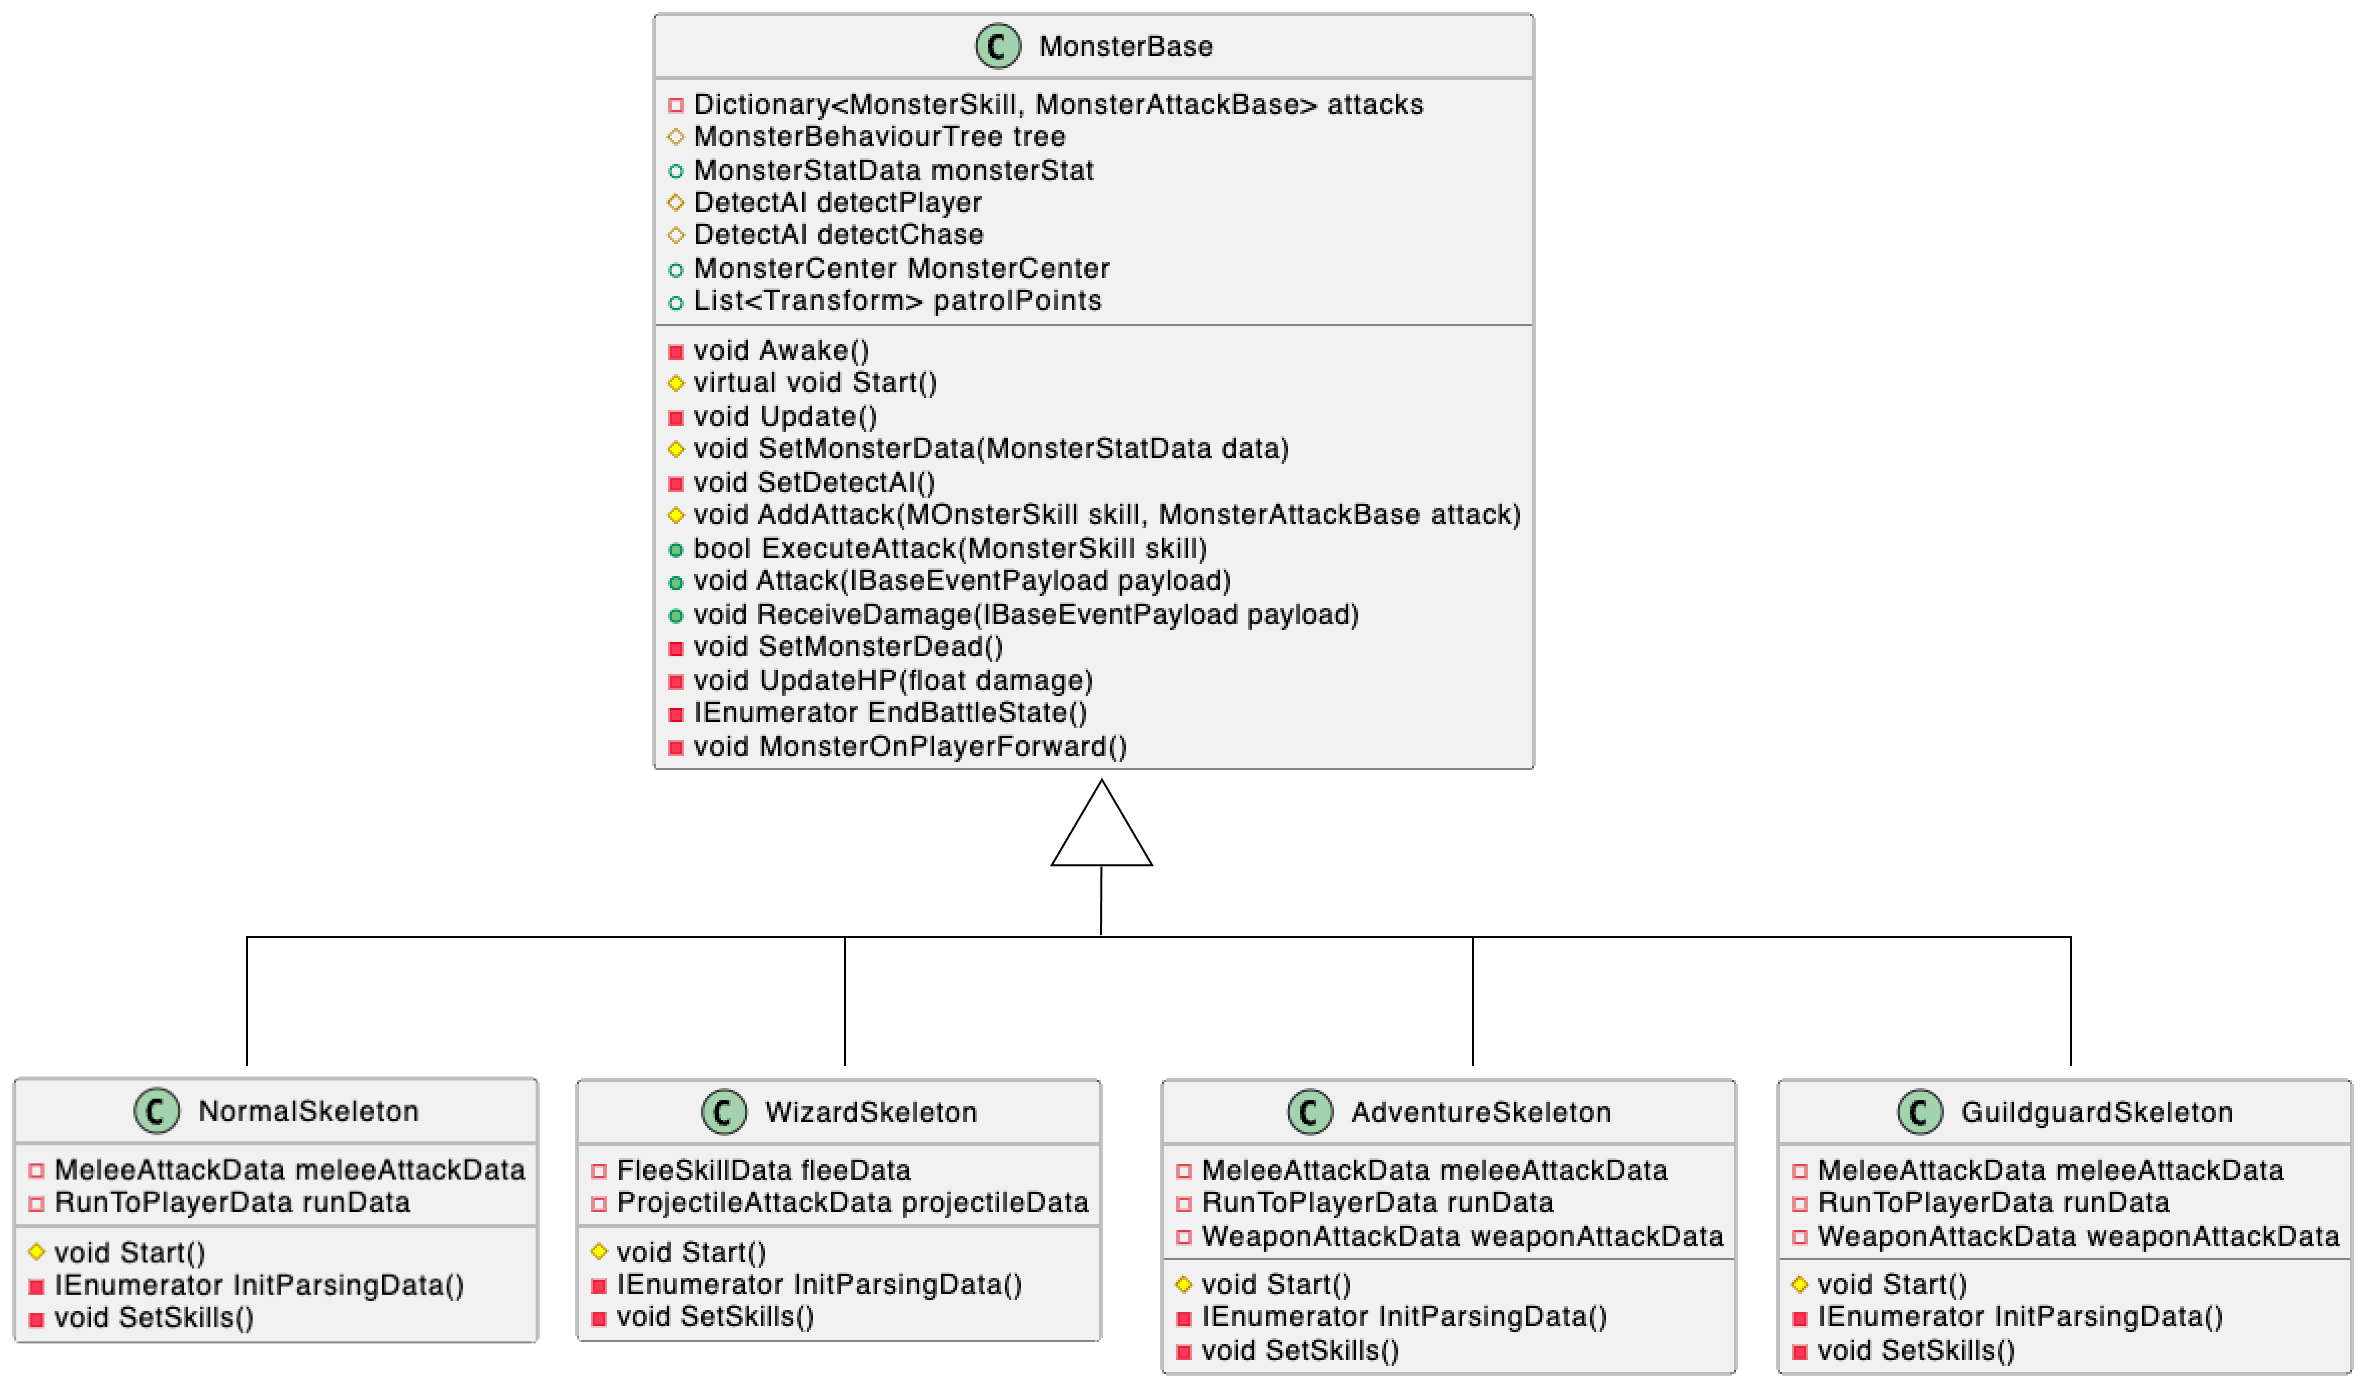 C MonsterBase
Dictionary<MonsterSkill, MonsterAttackBase> attacks
MonsterBehaviourTree tree
MonsterStatData monsterStat
DetectAI detectPlayer
DetectAI detectChase
MonsterCenter MonsterCenter
List<Transform> patrolPoints
void Awake()
virtual void Start()
void Update()
void SetMonsterData(MonsterStatData data)
void SetDetectAI()
void AddAttack(MOnsterSkill skill, MonsterAttackBase attack)
bool ExecuteAttack(MonsterSkill skill)
void Attack(IBaseEventPayload payload)
void ReceiveDamage(IBaseEventPayload payload)
void SetMonsterDead()
void UpdateHP(float damage)
IEnumerator EndBattleState()
void MonsterOnPlayerForward()
C NormalSkeleton
MeleeAttackData meleeAttackData
RunToPlayerData runData
void Start()
IEnumerator InitParsingData()
void SetSkills()
C WizardSkeleton
FleeSkillData fleeData
ProjectileAttackData projectileData
void Start()
IEnumerator InitParsingData()
void SetSkills()
C AdventureSkeleton
MeleeAttackData meleeAttackData
RunToPlayerData runData
WeaponAttackData weaponAttackData
void Start()
IEnumerator InitParsingData()
void SetSkills()
C GuildguardSkeleton
MeleeAttackData meleeAttackData
RunToPlayerData runData
WeaponAttackData weaponAttackData
void Start()
IEnumerator InitParsingData()
void SetSkills()